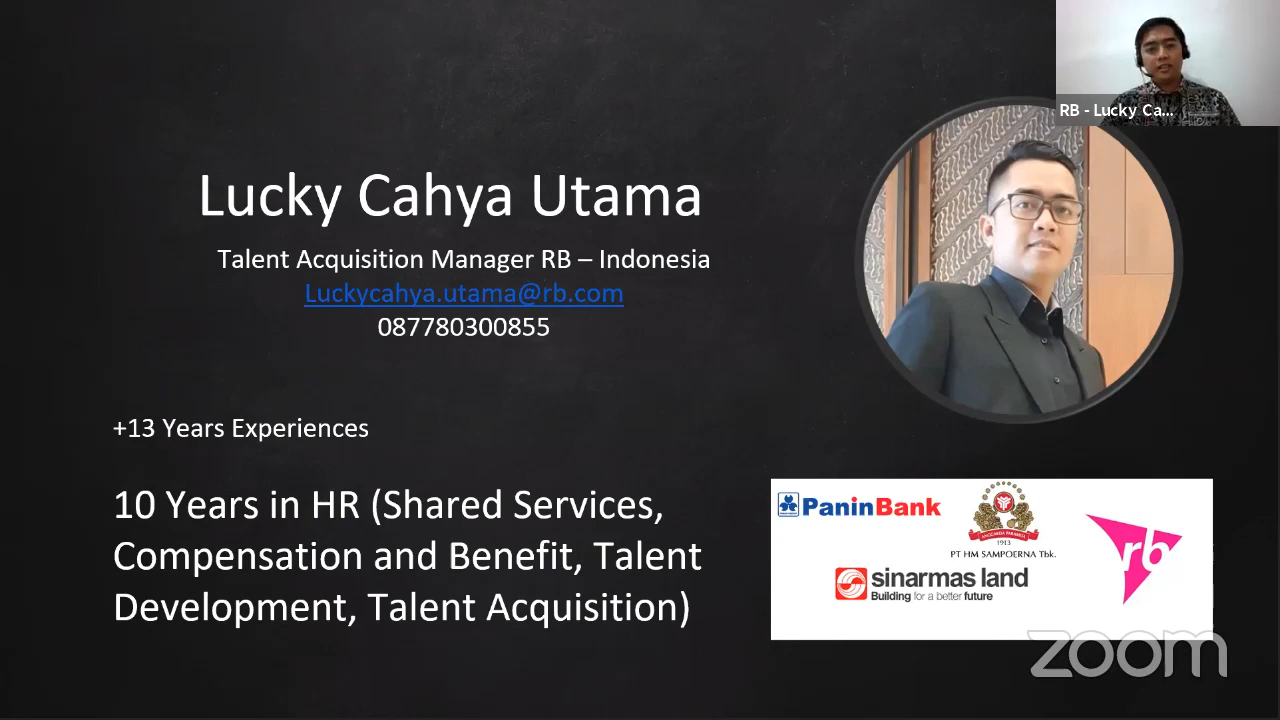 RB - Lucky Ca...
Lucky Cahya Utama
Talent Acquisition Manager RB – Indonesia
Luckycahya.utama@rb.com
087780300855
+13 Years Experiences
10 Years in HR (Shared Services,
Compensation and Benefit, Talent
Development, Talent Acquisition)
PaninBank
ANGGARDA PARAMITA
1913
PT HM SAMPOERNA Tbk.
rb
sinarmas land
Building for a better future
zoom